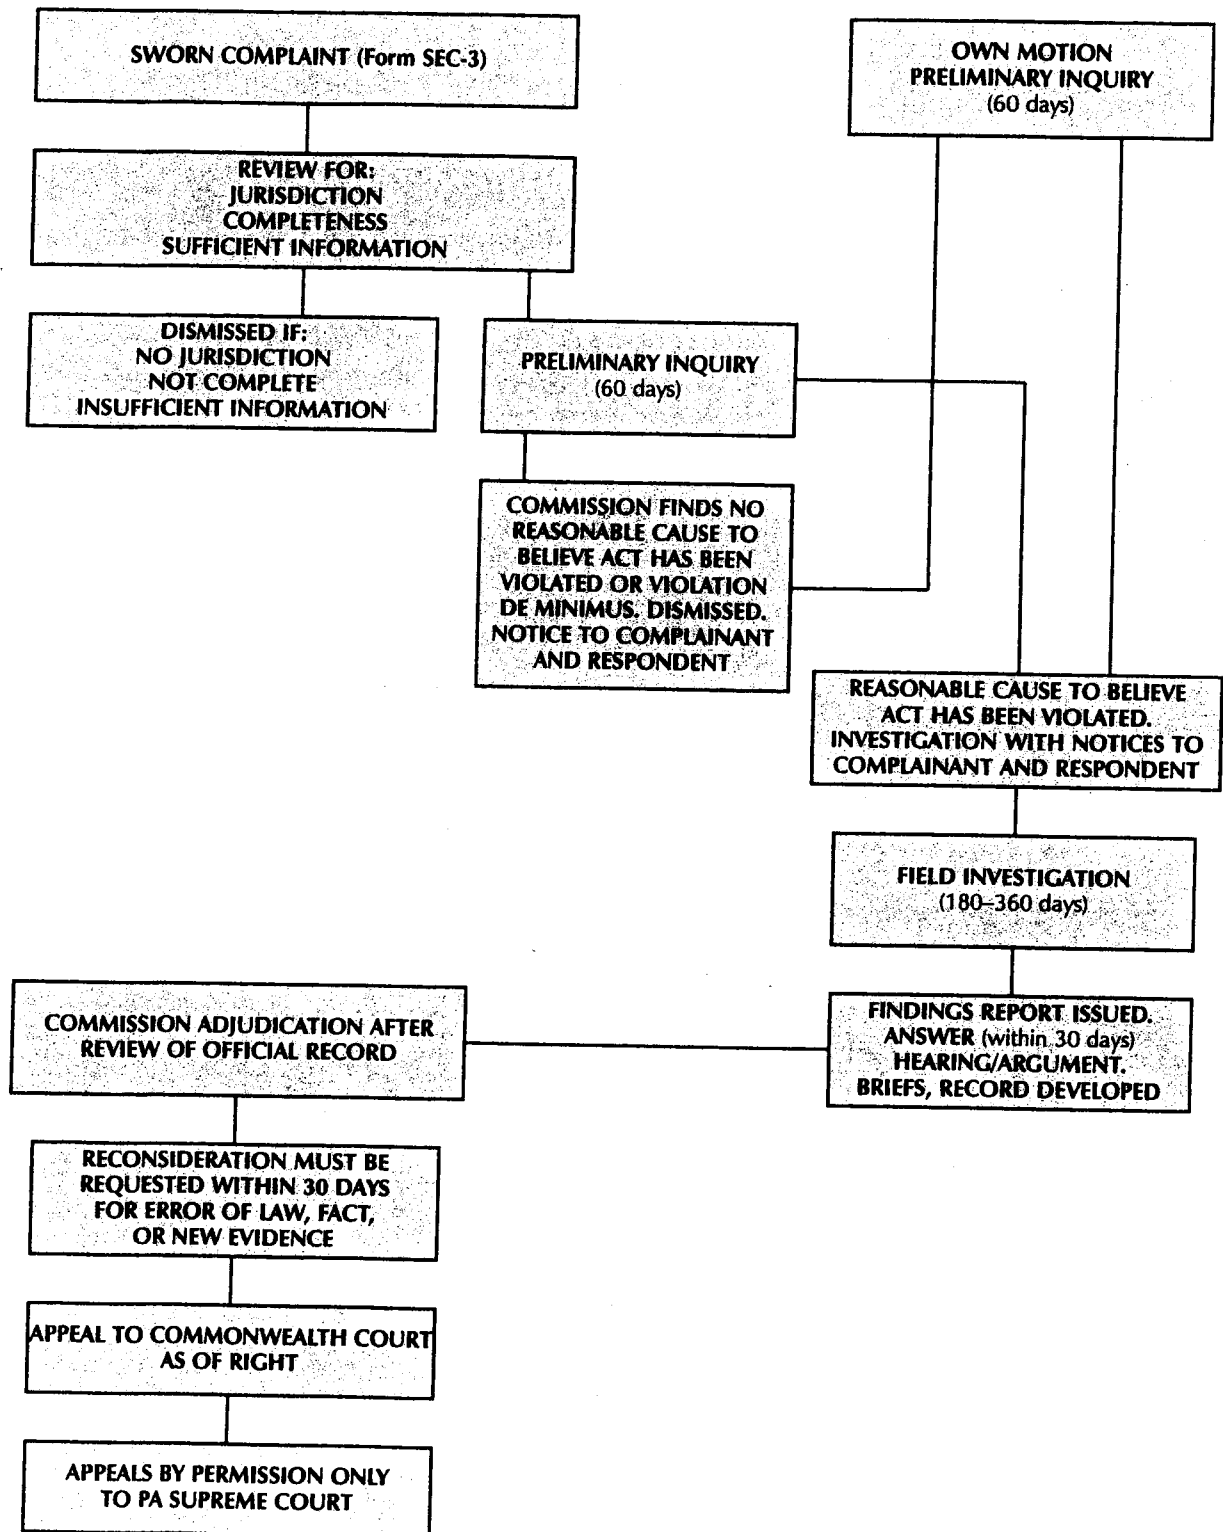 SWORN COMPLAINT (Form SEC-3)
OWN MOTION
PRELIMINARY INQUIRY
(60 days)
REVIEW FOR:
JURISDICTION
COMPLETENESS
SUFFICIENT INFORMATION
DISMISSED IF:
NO JURISDICTION
NOT COMPLETE
INSUFFICIENT INFORMATION
PRELIMINARY INQUIRY
(60 days)
COMMISSION FINDS NO
REASONABLE CAUSE TO
BELIEVE ACT HAS BEEN
VIOLATED OR VIOLATION
DE MINIMUS. DISMISSED.
NOTICE TO COMPLAINANT
AND RESPONDENT
REASONABLE CAUSE TO BELIEVE
ACT HAS BEEN VIOLATED.
INVESTIGATION WITH NOTICES TO
COMPLAINANT AND RESPONDENT
FIELD INVESTIGATION
(180–360 days)
FINDINGS REPORT ISSUED.
ANSWER (within 30 days)
HEARING/ARGUMENT.
BRIEFS, RECORD DEVELOPED
COMMISSION ADJUDICATION AFTER
REVIEW OF OFFICIAL RECORD
RECONSIDERATION MUST BE
REQUESTED WITHIN 30 DAYS
FOR ERROR OF LAW, FACT,
OR NEW EVIDENCE
APPEAL TO COMMONWEALTH COURT
AS OF RIGHT
APPEALS BY PERMISSION ONLY
TO PA SUPREME COURT